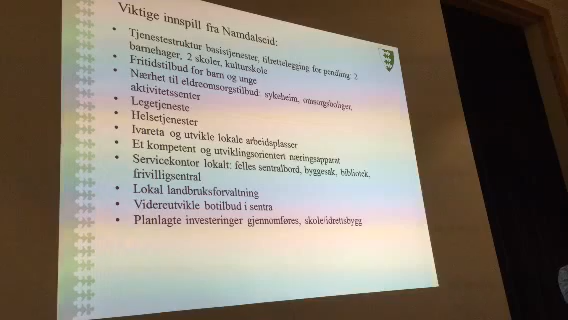 Viktige innspill fra Namdalseid:
• Tjenestestruktur basistjenester, tilrettelegging for pendling: 2
barnehager, 2 skoler, kulturskole
• Fritidstilbud for barn og unge
• Nærhet til eldreomsorgstilbud: sykeheim, omsorgsboliger,
aktivitetssenter
• Legetjeneste
• Helsetjenester
• Ivareta og utvikle lokale arbeidsplasser
• Et kompetent og utviklingsorientert næringsapparat
• Servicekontor lokalt: felles sentralbord, byggesak, bibliotek,
frivilligsentral
• Lokal landbruksforvaltning
• Videreutvikle botilbud i sentra
• Planlagte investeringer gjennomføres, skole/idrettsbygg